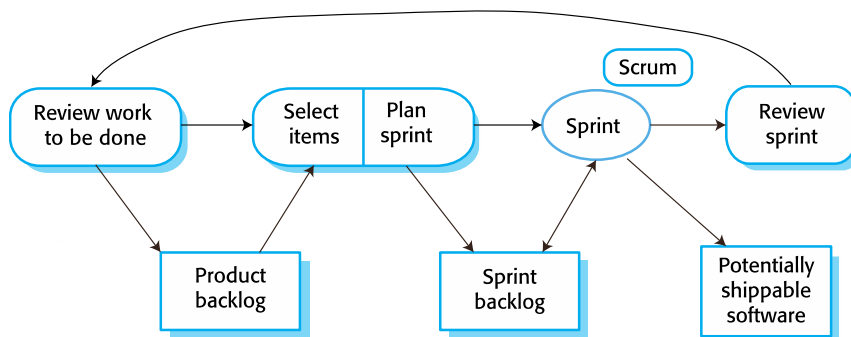 Scrum
Review work
to be done
Select
items
Plan
sprint
Sprint
Review
sprint
Product
backlog
Sprint
backlog
Potentially
shippable
software